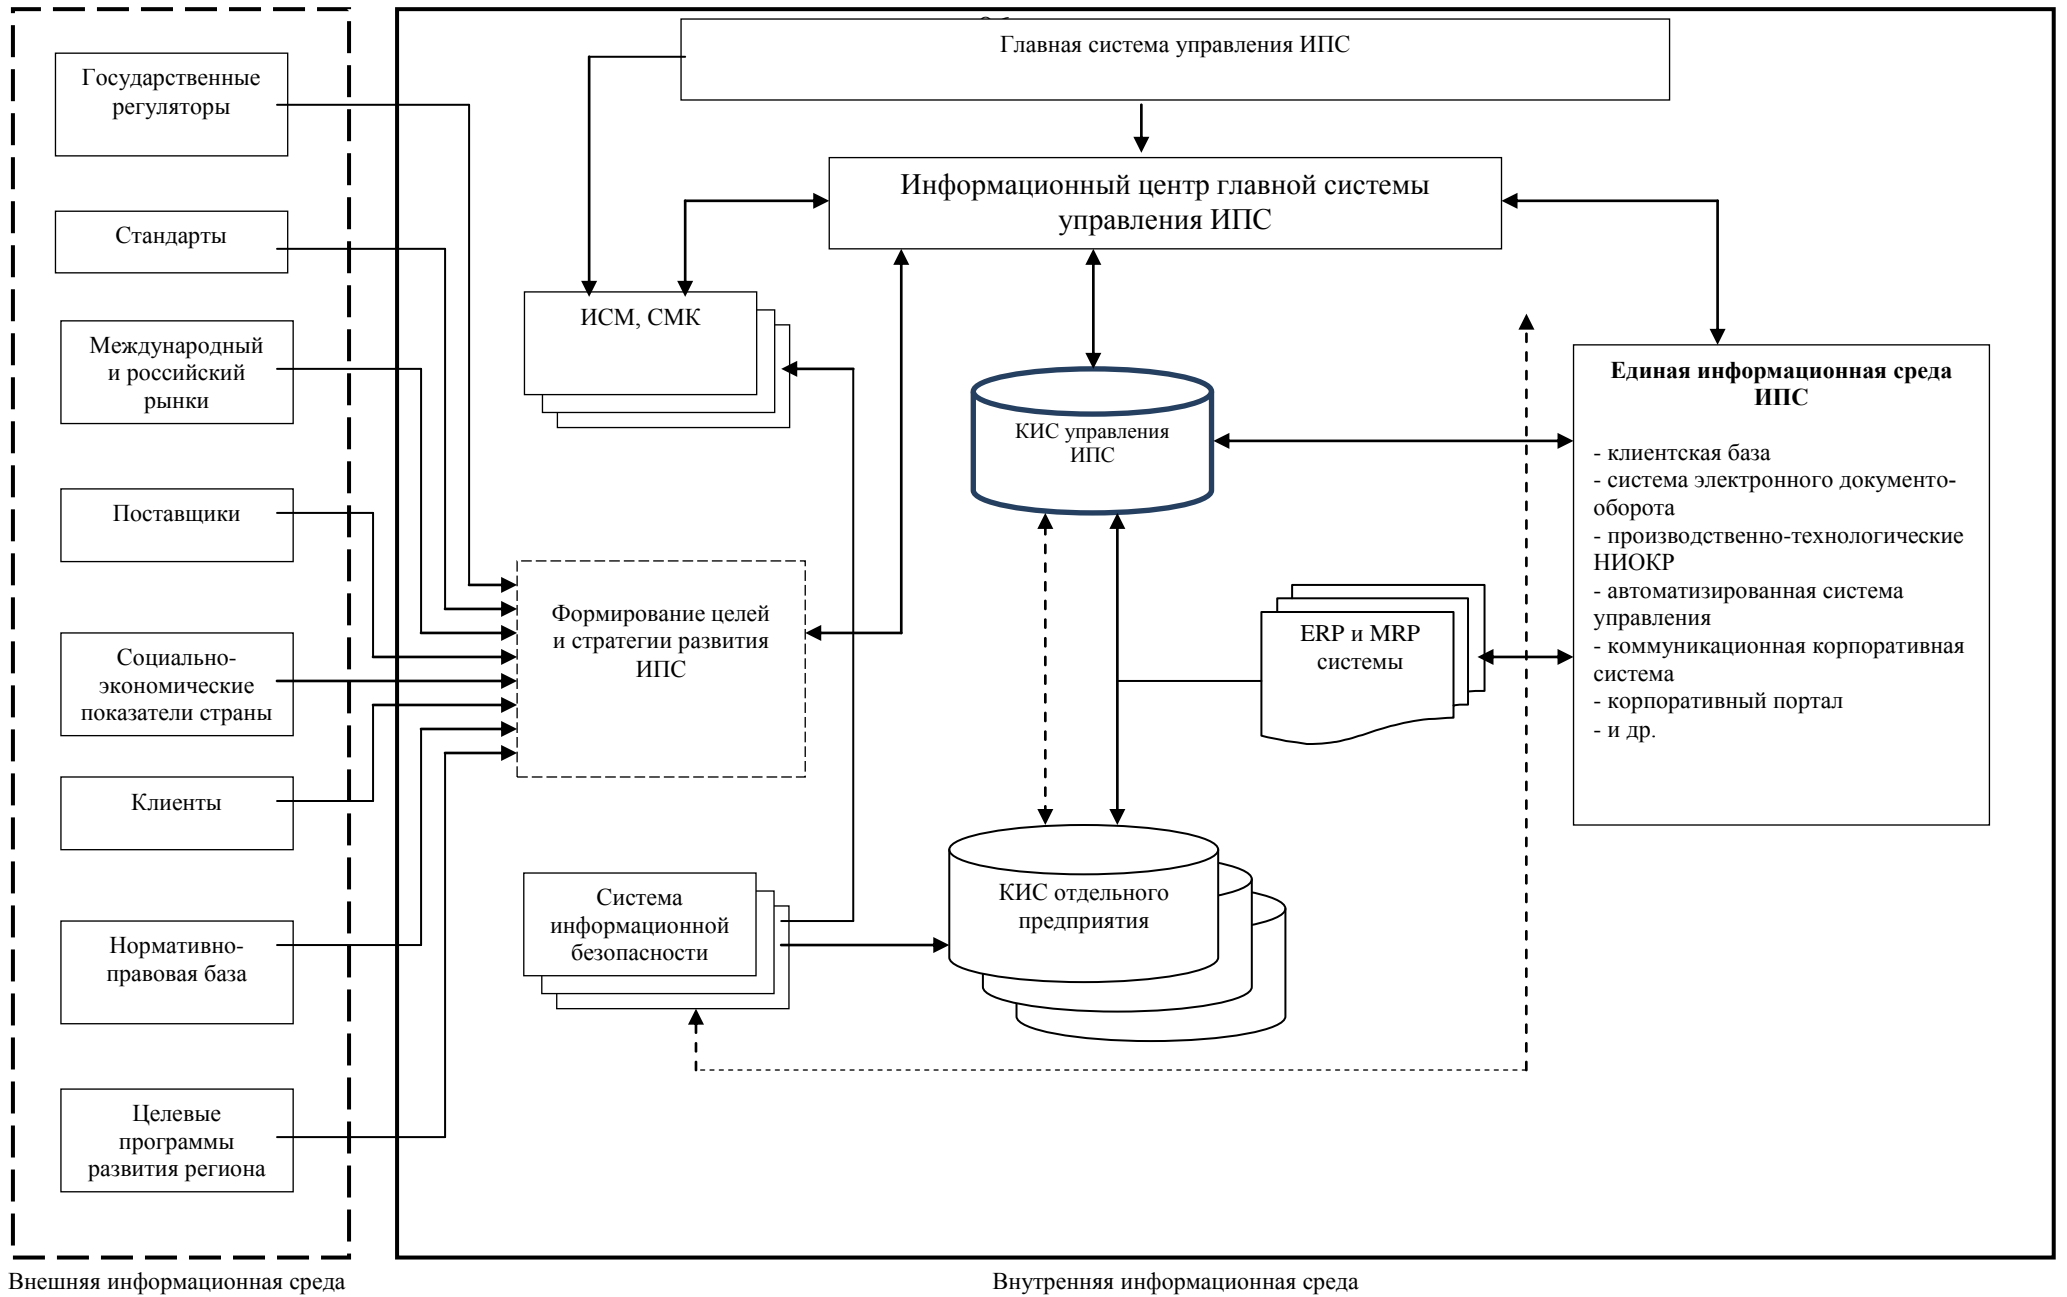 Главная система управления ИПС
Государственные
регуляторы
Информационный центр главной системы
управления ИПС
Стандарты
ИСМ, СМК
Международный
и российский
рынки
Единая информационная среда
ИПС
КИС управления
ИПС
- клиентская база
- система электронного документо-
оборота
- производственно-технологические
НИОКР
- автоматизированная система
управления
- коммуникационная корпоративная
система
- корпоративный портал
- и др.
Поставщики
Формирование целей
и стратегии развития
ИПС
ERP и MRP
системы
Социально-
экономические
показатели страны
Клиенты
Система
информационной
безопасности
КИС отдельного
предприятия
Нормативно-
правовая база
Целевые
программы
развития региона
Внешняя информационная среда
Внутренняя информационная среда